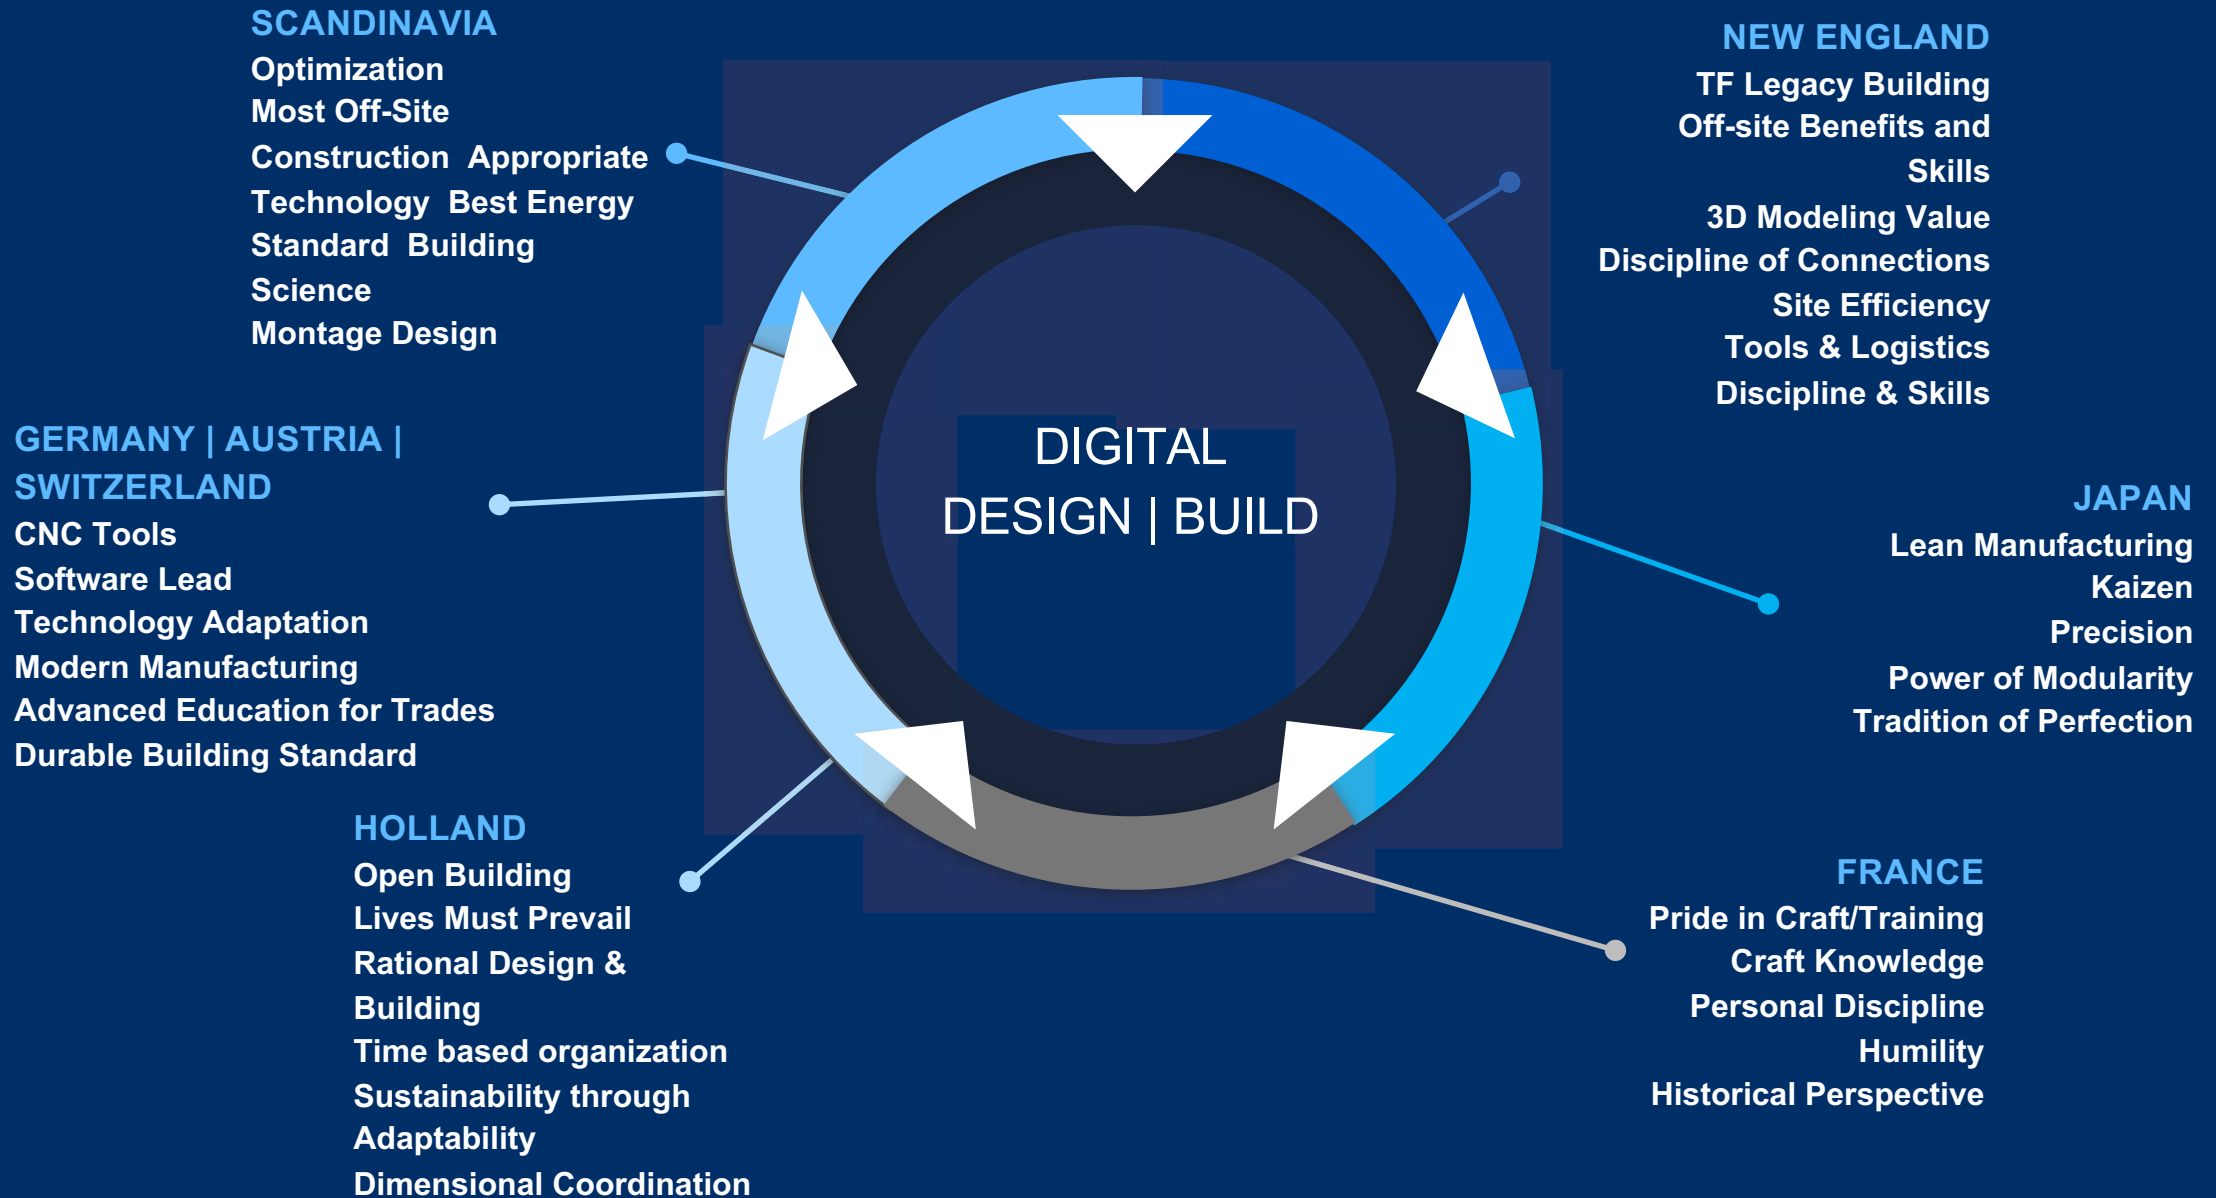 SCANDINAVIA
Optimization
Most Off-Site
Construction  Appropriate
Technology  Best Energy
Standard  Building
Science
Montage Design
GERMANY | AUSTRIA |
SWITZERLAND
CNC Tools
Software Lead
Technology Adaptation
Modern Manufacturing
Advanced Education for Trades
Durable Building Standard
HOLLAND
Open Building
Lives Must Prevail
Rational Design &
Building
Time based organization
Sustainability through
Adaptability
Dimensional Coordination
DIGITAL
DESIGN | BUILD
NEW ENGLAND
TF Legacy Building
Off-site Benefits and
Skills
3D Modeling Value
Discipline of Connections
Site Efficiency
Tools & Logistics
Discipline & Skills
JAPAN
Lean Manufacturing
Kaizen
Precision
Power of Modularity
Tradition of Perfection
FRANCE
Pride in Craft/Training
Craft Knowledge
Personal Discipline
Humility
Historical Perspective